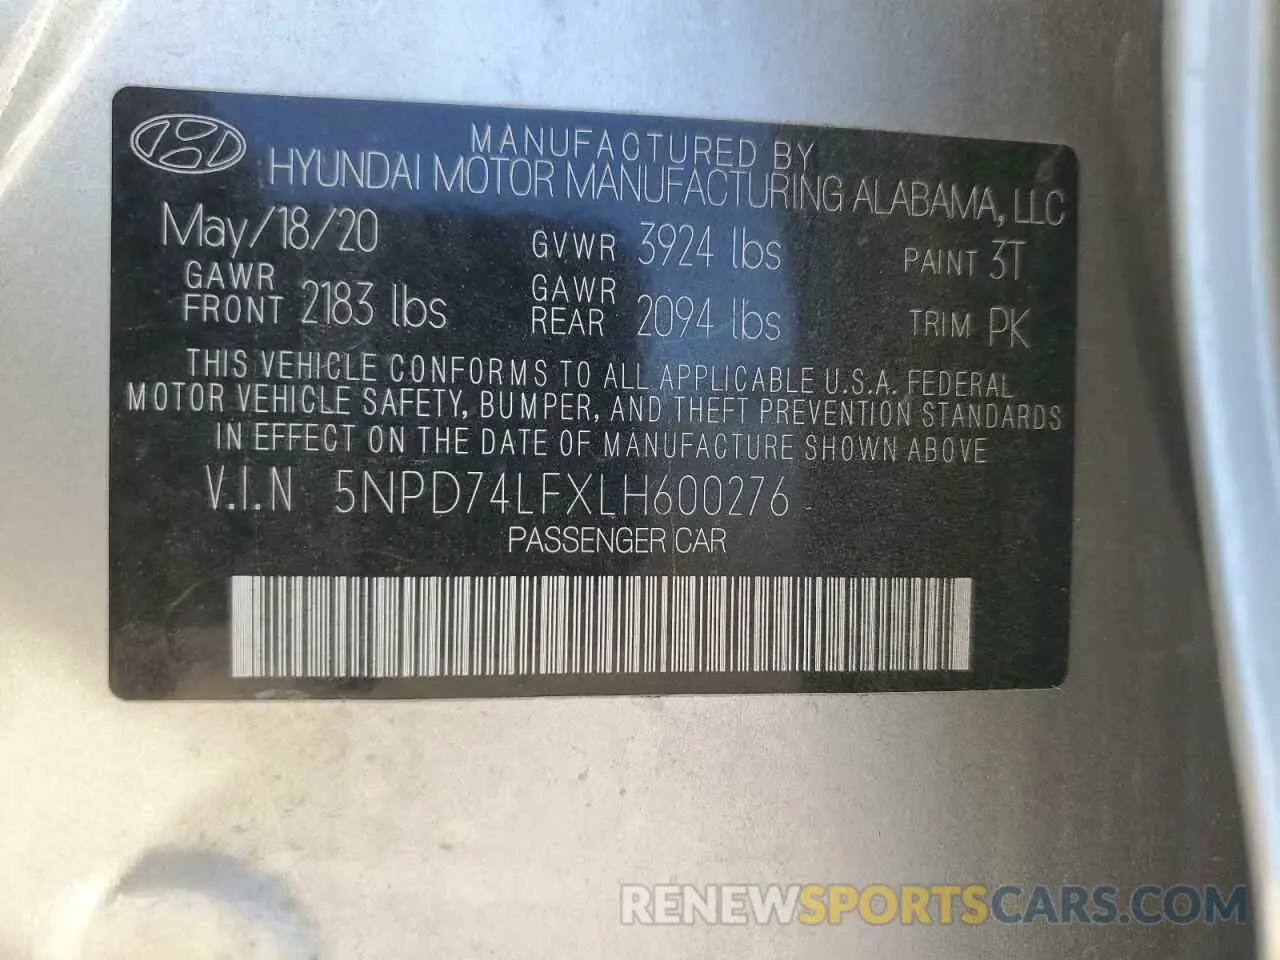 MANUFACTURED BY
HYUNDAI MOTOR MANUFACTURING ALABAMA, LLC
May/18/20 GVWR 3924 lbs PAINT 3T
GAWR FRONT 2183 lbs GAWR REAR 2094 lbs TRIM PK
THIS VEHICLE CONFORMS TO ALL APPLICABLE U.S.A. FEDERAL
MOTOR VEHICLE SAFETY, BUMPER, AND THEFT PREVENTION STANDARDS
IN EFFECT ON THE DATE OF MANUFACTURE SHOWN ABOVE
V.I.N 5NPD74LFXLH600276
PASSENGER CAR
RENEWSPORTSCARS.COM